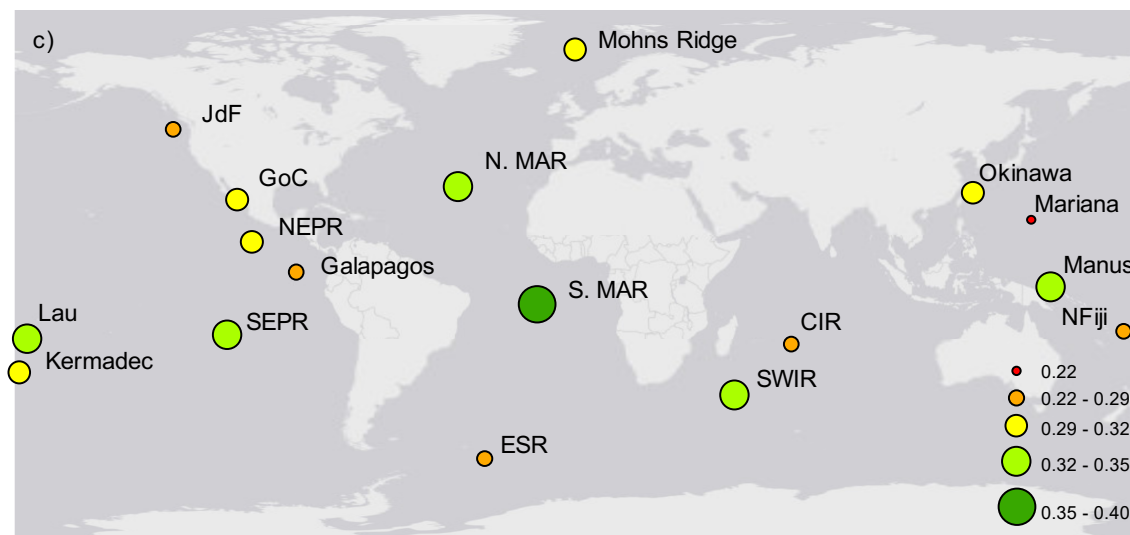 c)
Mohns Ridge
JdF
N. MAR
GoC
Okinawa
Mariana
NEPR
Galapagos
Manus
S. MAR
Lau
SEPR
NFiji
CIR
Kermadec
SWIR
ESR
0.22
0.22 - 0.29
0.29 - 0.32
0.32 - 0.35
0.35 - 0.40